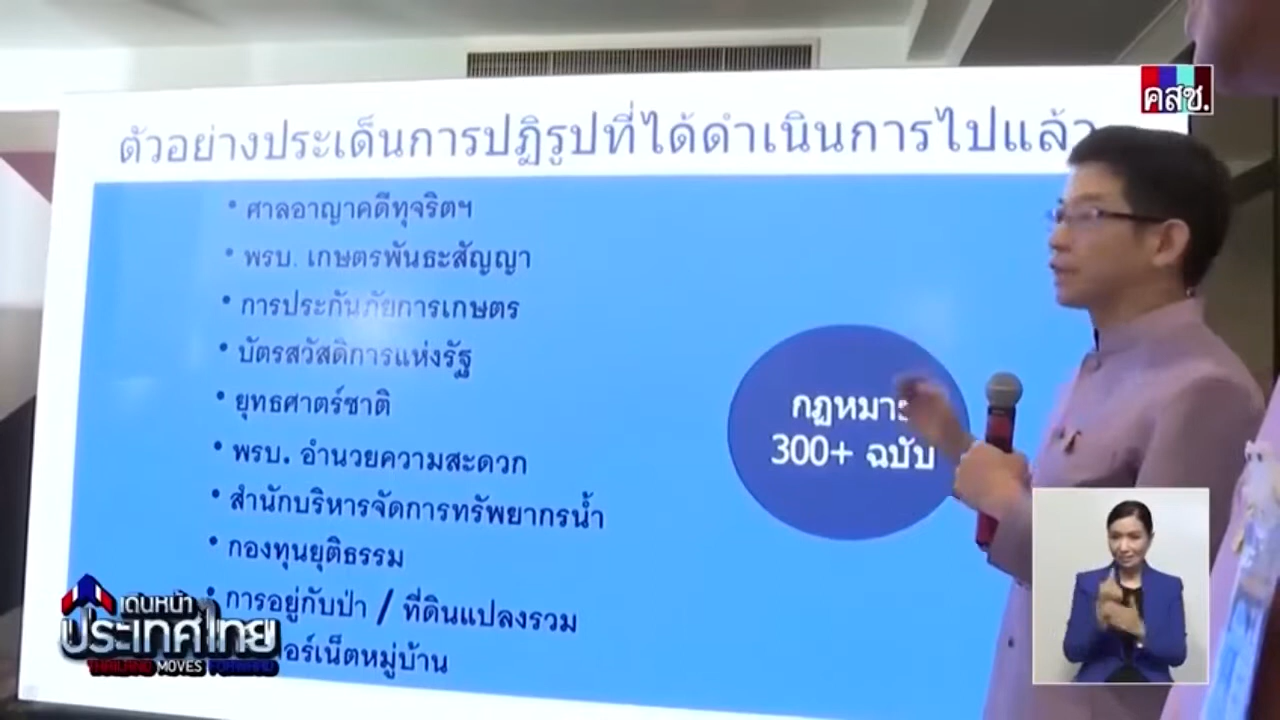 คสช.
ตัวอย่างประเด็นการปฏิรูปที่ได้ดำเนินการไปแล้ว
• ศาลอาญาคดีทุจริตฯ
• พรบ. เกษตรพันธะสัญญา
• การประกันภัยการเกษตร
• บัตรสวัสดิการแห่งรัฐ
• ยุทธศาตร์ชาติ
• พรบ. อำนวยความสะดวก
• สำนักบริหารจัดการทรัพยากรน้ำ
• กองทุนยุติธรรม
• การอยู่กับป่า / ที่ดินแปลงรวม
หมู่บ้าน
300+ ฉบับ
เดินหน้า
ประเทศไทย
THAILAND MOVES FORWARD